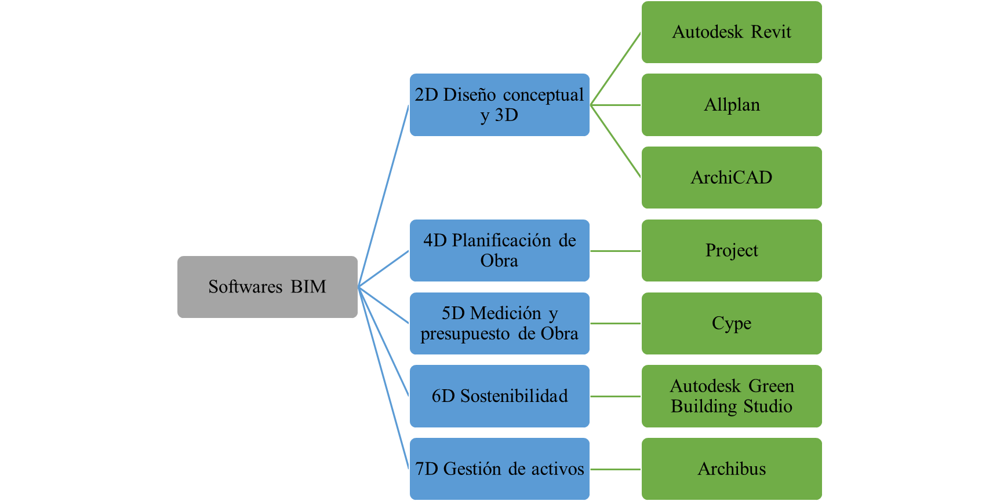 Softwares BIM
2D Diseño conceptual
y 3D
Autodesk Revit
Allplan
ArchiCAD
4D Planificación de
Obra
Project
5D Medición y
presupuesto de Obra
Cype
6D Sostenibilidad
Autodesk Green
Building Studio
7D Gestión de activos
Archibus